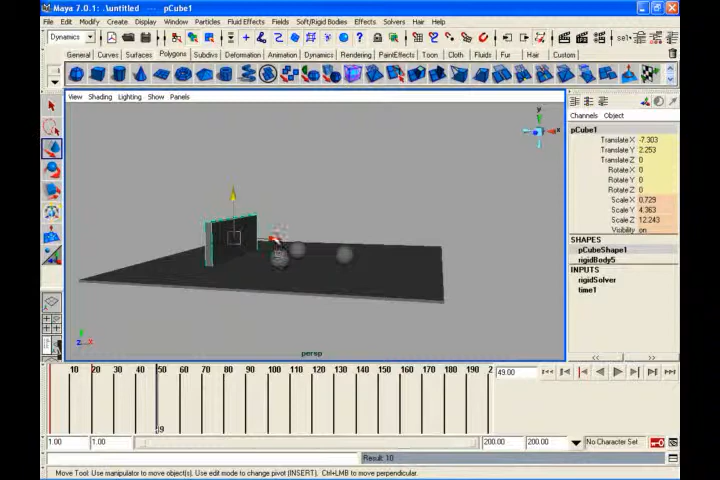 Maya 7.0.1: .\untitled --- pCube1
File Edit Modify Create Display Window Particles Fluid Effects Fields Soft/Rigid Bodies Effects Solvers Hair Help
Dynamics sel
General Curves Surfaces Polygons Subdivs Deformation Animation Dynamics Rendering PaintEffects Toon Cloth Fluids Fur Hair Custom
View Shading Lighting Show Panels
Channels Object
pCube1
Translate X -7.303
Translate Y 2.253
Translate Z 0
Rotate X 0
Rotate Y 0
Rotate Z 0
Scale X 0.729
Scale Y 4.363
Scale Z 12.243
Visibility on
SHAPES
pCubeShape1
rigidBody5
INPUTS
rigidSolver
time1
y
x
z x
persp
10 20 30 40 50 60 70 80 90 100 110 120 130 140 150 160 170 180 190 2
49.00
1.00 1.00 200.00 200.00 No Character Set
Result: 10
Move Tool: Use manipulator to move object(s). Use edit mode to change pivot (INSERT). Ctrl+LMB to move perpendicular.